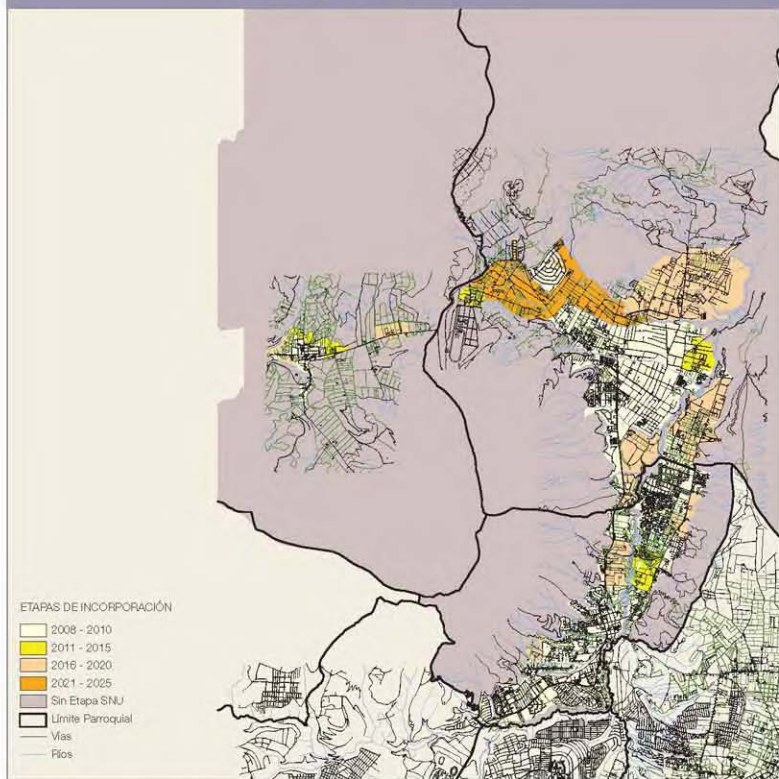 ETAPAS DE INCORPORACIÓN
2008 - 2010
2011 - 2015
2016 - 2020
2021 - 2025
Sin Etapa SNU
Límite Parroquial
Vías
Ríos